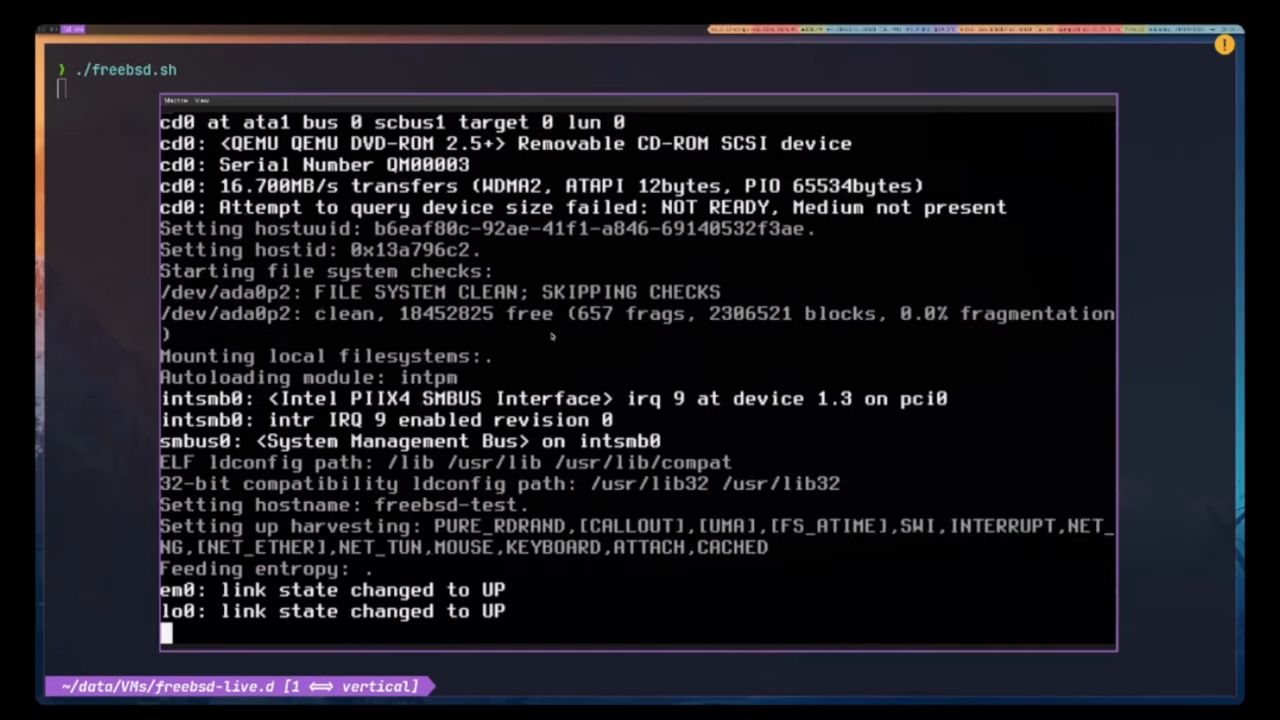 ❯ ./freebsd.sh
Machine View
cd0 at ata1 bus 0 scbus1 target 0 lun 0
cd0: <QEMU QEMU DVD-ROM 2.5+> Removable CD-ROM SCSI device
cd0: Serial Number QM00003
cd0: 16.700MB/s transfers (WDMA2, ATAPI 12bytes, PIO 65534bytes)
cd0: Attempt to query device size failed: NOT READY, Medium not present
Setting hostuuid: b6eaf80c-92ae-41f1-a846-69140532f3ae.
Setting hostid: 0x13a796c2.
Starting file system checks:
/dev/ada0p2: FILE SYSTEM CLEAN; SKIPPING CHECKS
/dev/ada0p2: clean, 18452825 free (657 frags, 2306521 blocks, 0.0% fragmentation
)
Mounting local filesystems:.
Autoloading module: intpm
intsmb0: <Intel PIIX4 SMBUS Interface> irq 9 at device 1.3 on pci0
intsmb0: intr IRQ 9 enabled revision 0
smbus0: <System Management Bus> on intsmb0
ELF ldconfig path: /lib /usr/lib /usr/lib/compat
32-bit compatibility ldconfig path: /usr/lib32 /usr/lib32
Setting hostname: freebsd-test.
Setting up harvesting: PURE_RDRAND,[CALLOUT],[UMA],[FS_ATIME],SWI,INTERRUPT,NET_
NG,[NET_ETHER],NET_TUN,MOUSE,KEYBOARD,ATTACH,CACHED
Feeding entropy: .
em0: link state changed to UP
lo0: link state changed to UP
~/data/VMs/freebsd-live.d [1 ⟺ vertical]